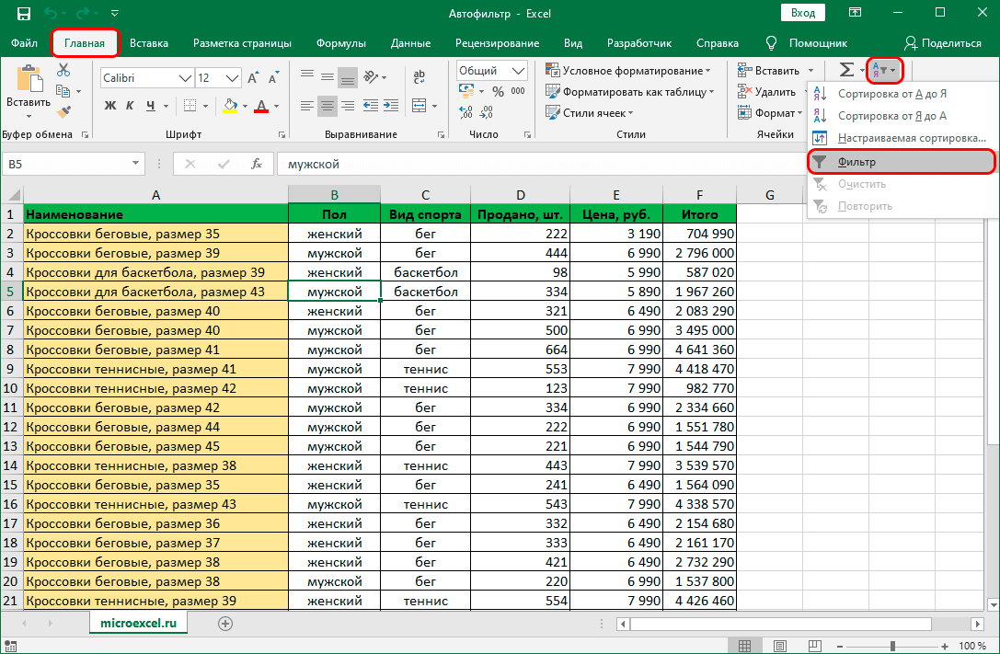 Автофильтр - Excel
Вход
Файл Главная Вставка Разметка страницы Формулы Данные Рецензирование Вид Разработчик Справка Помощник Поделиться
Вставить
Calibri 12
Ж К Ч
Общий
% 000
Условное форматирование
Форматировать как таблицу
Стили ячеек
Вставить
Удалить
Формат
Буфер обмена Шрифт Выравнивание Число Стили Ячейки
Сортировка от А до Я
Сортировка от Я до А
Настраиваемая сортировка...
Фильтр
Очистить
Повторить
B5 fx мужской
A B C D E F G
1 Наименование Пол Вид спорта Продано, шт. Цена, руб. Итого
2 Кроссовки беговые, размер 35 женский бег 222 3 190 704 990
3 Кроссовки беговые, размер 39 мужской бег 444 6 990 2 796 000
4 Кроссовки для баскетбола, размер 39 женский баскетбол 98 5 990 587 020
5 Кроссовки для баскетбола, размер 43 мужской баскетбол 334 5 890 1 967 260
6 Кроссовки беговые, размер 40 женский бег 321 6 490 2 083 290
7 Кроссовки беговые, размер 40 мужской бег 500 6 990 3 495 000
8 Кроссовки беговые, размер 41 мужской бег 664 6 990 4 641 360
9 Кроссовки теннисные, размер 41 мужской теннис 553 7 990 4 418 470
10 Кроссовки теннисные, размер 42 мужской теннис 123 7 990 982 770
11 Кроссовки беговые, размер 42 мужской бег 334 6 990 2 334 660
12 Кроссовки беговые, размер 44 мужской бег 222 6 990 1 551 780
13 Кроссовки беговые, размер 45 мужской бег 221 6 990 1 544 790
14 Кроссовки теннисные, размер 38 женский теннис 443 7 990 3 539 570
15 Кроссовки беговые, размер 35 женский бег 241 6 490 1 564 090
16 Кроссовки теннисные, размер 43 мужской теннис 543 7 990 4 338 570
17 Кроссовки беговые, размер 36 женский бег 332 6 490 2 154 680
18 Кроссовки беговые, размер 37 женский бег 333 6 490 2 161 170
19 Кроссовки беговые, размер 38 женский бег 421 6 490 2 732 290
20 Кроссовки беговые, размер 38 мужской бег 220 6 990 1 537 800
21 Кроссовки теннисные, размер 39 женский теннис 554 7 990 4 426 460
microexcel.ru
100 %